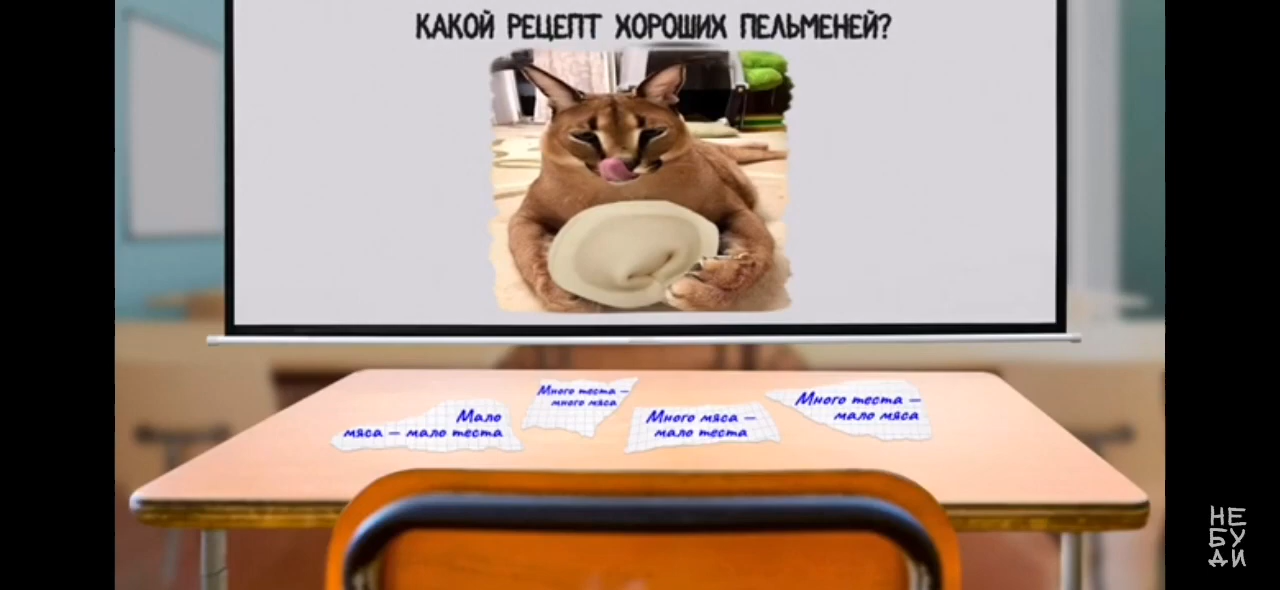 КАКОЙ РЕЦЕПТ ХОРОШИХ ПЕЛЬМЕНЕЙ?
Мало
мяса – мало теста
Много теста –
много мяса
Много мяса –
мало теста
Много теста –
мало мяса
НЕ
БУ
ДИ